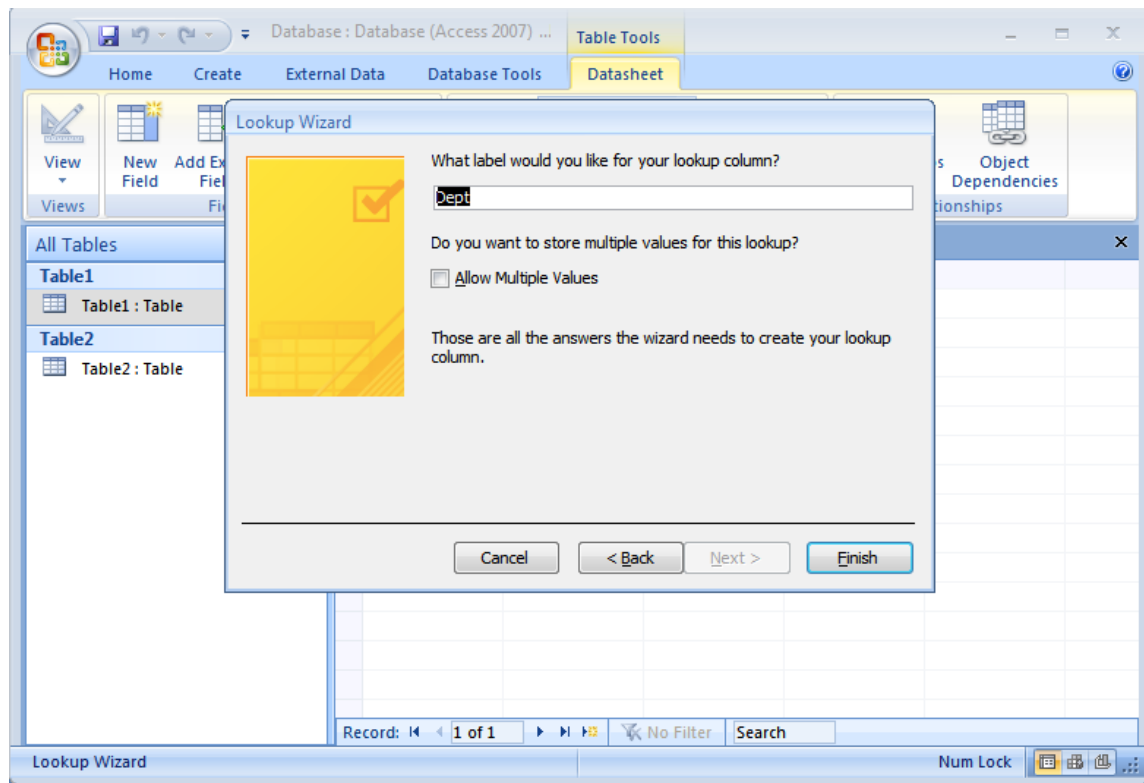 Database : Database (Access 2007) ...
Table Tools
Home Create External Data Database Tools Datasheet
View
New Field
Add Ex
Fiel
Object Dependencies
Views
Fi
ionships
Lookup Wizard
What label would you like for your lookup column?
Dept
Do you want to store multiple values for this lookup?
Allow Multiple Values
Those are all the answers the wizard needs to create your lookup
column.
Cancel < Back Next > Finish
All Tables
Table1
Table1 : Table
Table2
Table2 : Table
Record: 1 of 1 No Filter Search
Lookup Wizard
Num Lock